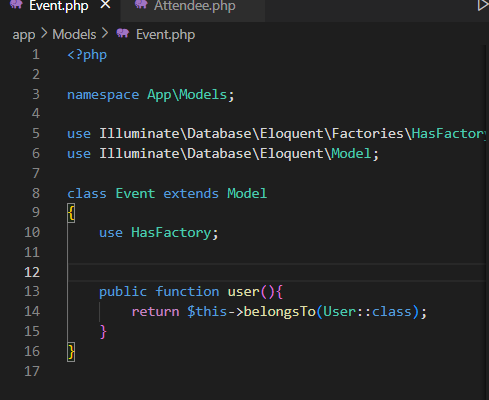 Event.php × Attendee.php
app > Models > Event.php
1 <?php
2
3 namespace App\Models;
4
5 use Illuminate\Database\Eloquent\Factories\HasFactory
6 use Illuminate\Database\Eloquent\Model;
7
8 class Event extends Model
9 {
10 use HasFactory;
11
12
13 public function user(){
14 return $this->belongsTo(User::class);
15 }
16 }
17